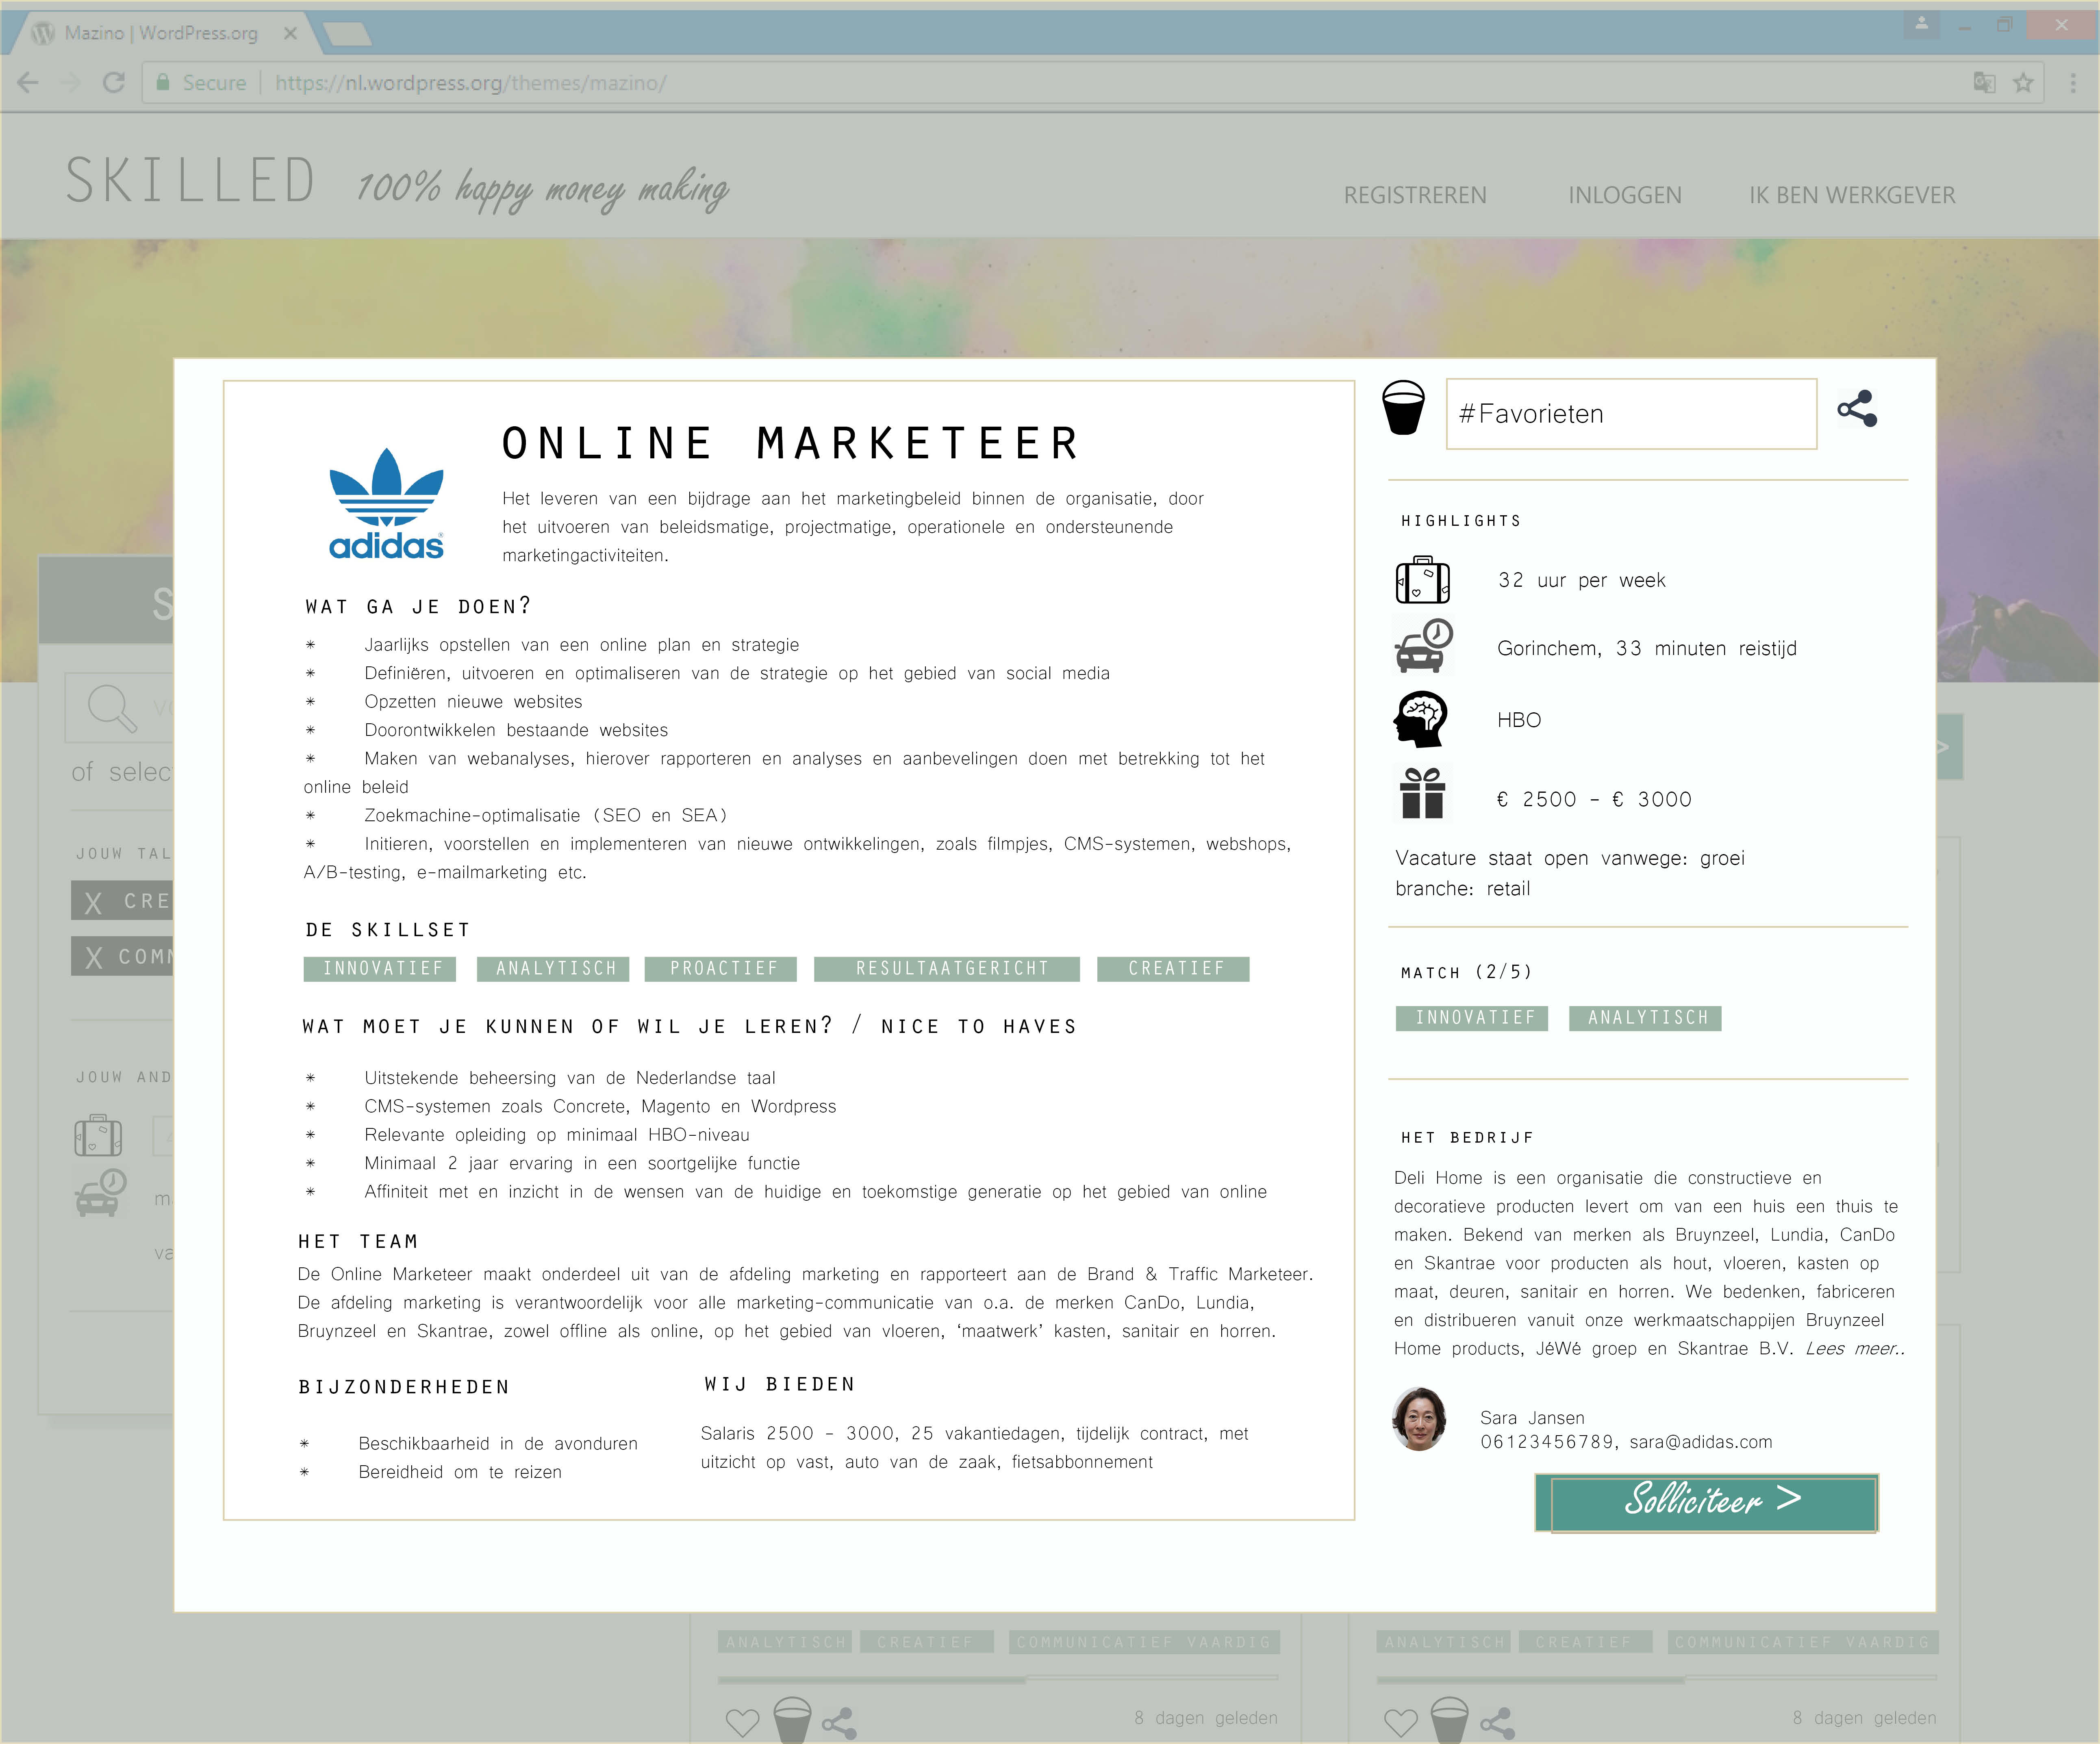 Mazino | WordPress.org
Secure
https://nl.wordpress.org/themes/mazino/
SKILLED
100% happy money making
REGISTREREN
INLOGGEN
IK BEN WERKGEVER
adidas
ONLINE MARKETEER
Het leveren van een bijdrage aan het marketingbeleid binnen de organisatie, door
het uitvoeren van beleidsmatige, projectmatige, operationele en ondersteunende
marketingactiviteiten.
WAT GA JE DOEN?
* Jaarlijks opstellen van een online plan en strategie
* Definiëren, uitvoeren en optimaliseren van de strategie op het gebied van social media
* Opzetten nieuwe websites
* Doorontwikkelen bestaande websites
* Maken van webanalyses, hierover rapporteren en analyses en aanbevelingen doen met betrekking tot het
online beleid
* Zoekmachine-optimalisatie (SEO en SEA)
* Initieren, voorstellen en implementeren van nieuwe ontwikkelingen, zoals filmpjes, CMS-systemen, webshops,
A/B-testing, e-mailmarketing etc.
DE SKILLSET
INNOVATIEF ANALYTISCH PROACTIEF RESULTAATGERICHT CREATIEF
WAT MOET JE KUNNEN OF WIL JE LEREN? / NICE TO HAVES
* Uitstekende beheersing van de Nederlandse taal
* CMS-systemen zoals Concrete, Magento en Wordpress
* Relevante opleiding op minimaal HBO-niveau
* Minimaal 2 jaar ervaring in een soortgelijke functie
* Affiniteit met en inzicht in de wensen van de huidige en toekomstige generatie op het gebied van online
HET TEAM
De Online Marketeer maakt onderdeel uit van de afdeling marketing en rapporteert aan de Brand & Traffic Marketeer.
De afdeling marketing is verantwoordelijk voor alle marketing-communicatie van o.a. de merken CanDo, Lundia,
Bruynzeel en Skantrae, zowel offline als online, op het gebied van vloeren, ‘maatwerk’ kasten, sanitair en horren.
BIJZONDERHEDEN
* Beschikbaarheid in de avonduren
* Bereidheid om te reizen
WIJ BIEDEN
Salaris 2500 - 3000, 25 vakantiedagen, tijdelijk contract, met
uitzicht op vast, auto van de zaak, fietsabbonnement
#Favorieten
HIGHLIGHTS
32 uur per week
Gorinchem, 33 minuten reistijd
HBO
€ 2500 - € 3000
Vacature staat open vanwege: groei
branche: retail
MATCH (2/5)
INNOVATIEF ANALYTISCH
HET BEDRIJF
Deli Home is een organisatie die constructieve en
decoratieve producten levert om van een huis een thuis te
maken. Bekend van merken als Bruynzeel, Lundia, CanDo
en Skantrae voor producten als hout, vloeren, kasten op
maat, deuren, sanitair en horren. We bedenken, fabriceren
en distribueren vanuit onze werkmaatschappijen Bruynzeel
Home products, JéWé groep en Skantrae B.V. Lees meer..
Sara Jansen
06123456789, sara@adidas.com
Solliciteer >
of selec
JOUW TAL
X CRE
X COMM
JOUW AND
ANALYTISCH CREATIEF COMMUNICATIEF VAARDIG
8 dagen geleden
ANALYTISCH CREATIEF COMMUNICATIEF VAARDIG
8 dagen geleden